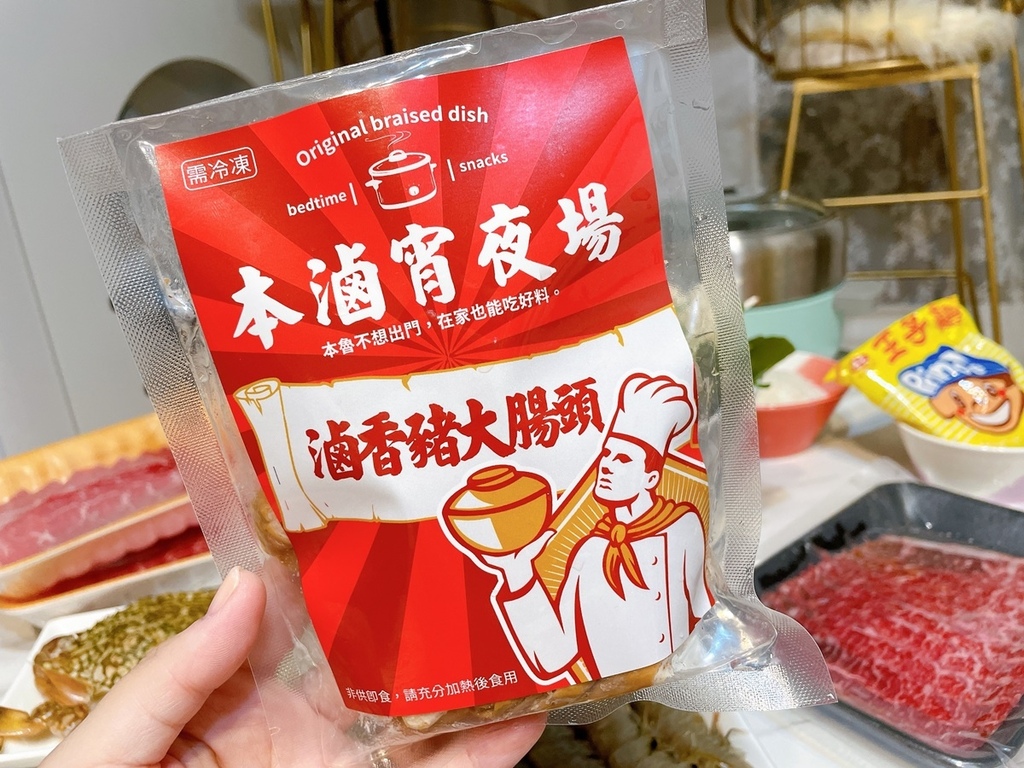 Original braised dish
需冷凍
bedtime
snacks
本滷宵夜場
本魯不想出門，在家也能吃好料。
滷香豬大腸頭
非供即食，請充分加熱後食用
王子麵
Prince